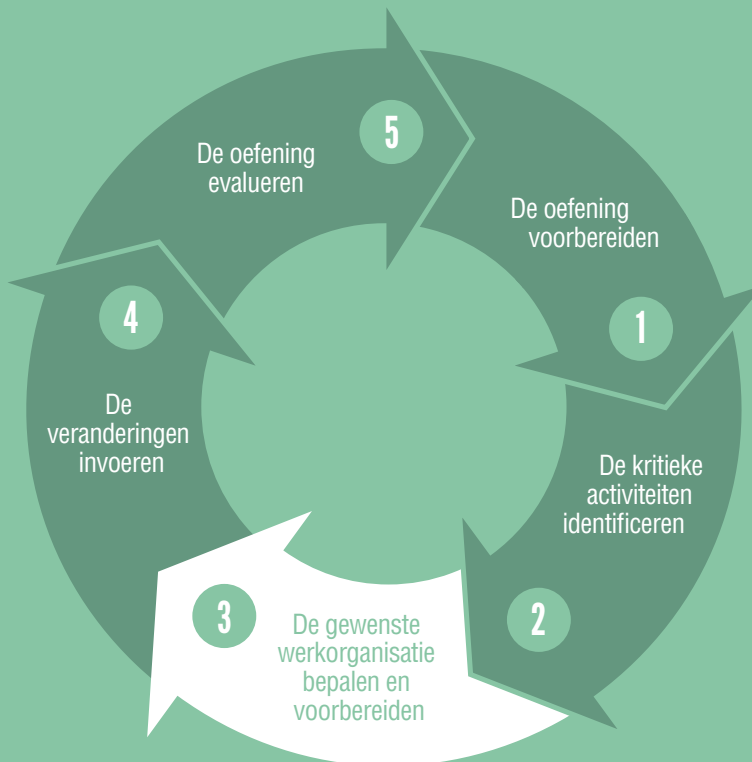 1
De oefening
voorbereiden
2
De kritieke
activiteiten
identificeren
3
De gewenste
werkorganisatie
bepalen en
voorbereiden
4
De
veranderingen
invoeren
5
De oefening
evalueren